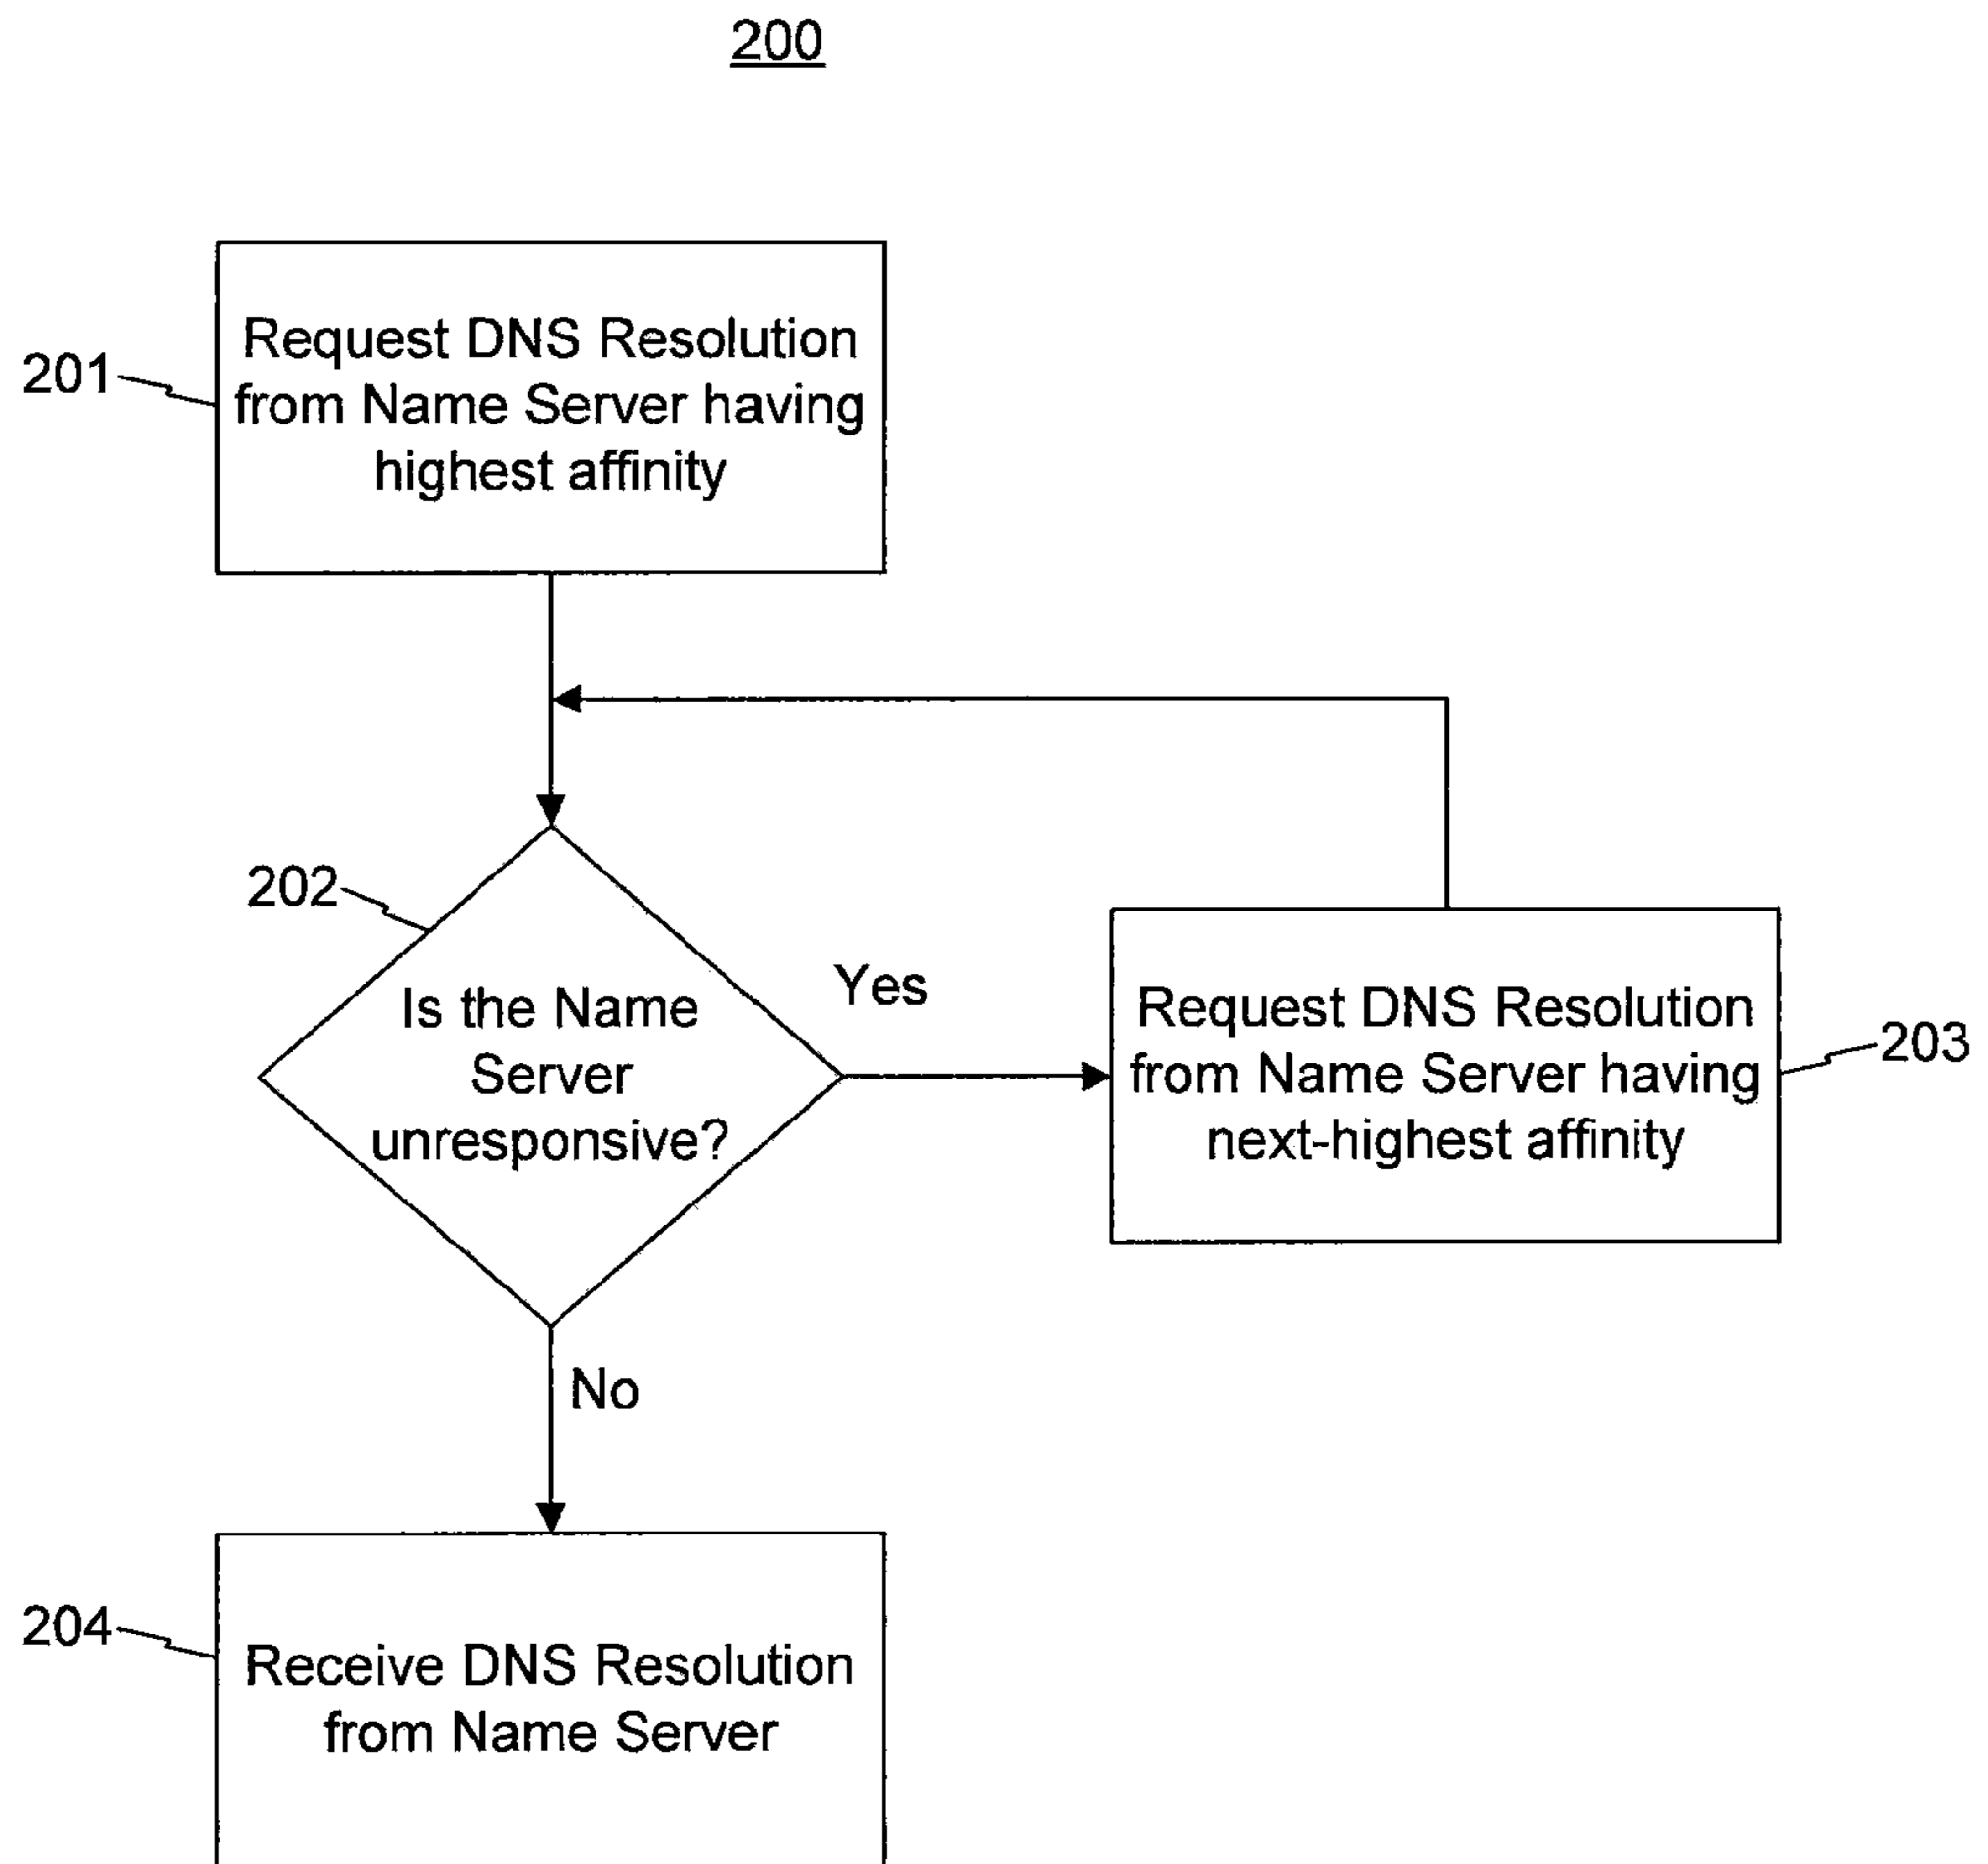 200
201
Request DNS Resolution
from Name Server having
highest affinity
202
Is the Name
Server
unresponsive?
Yes
Request DNS Resolution
from Name Server having
next-highest affinity
203
No
204
Receive DNS Resolution
from Name Server